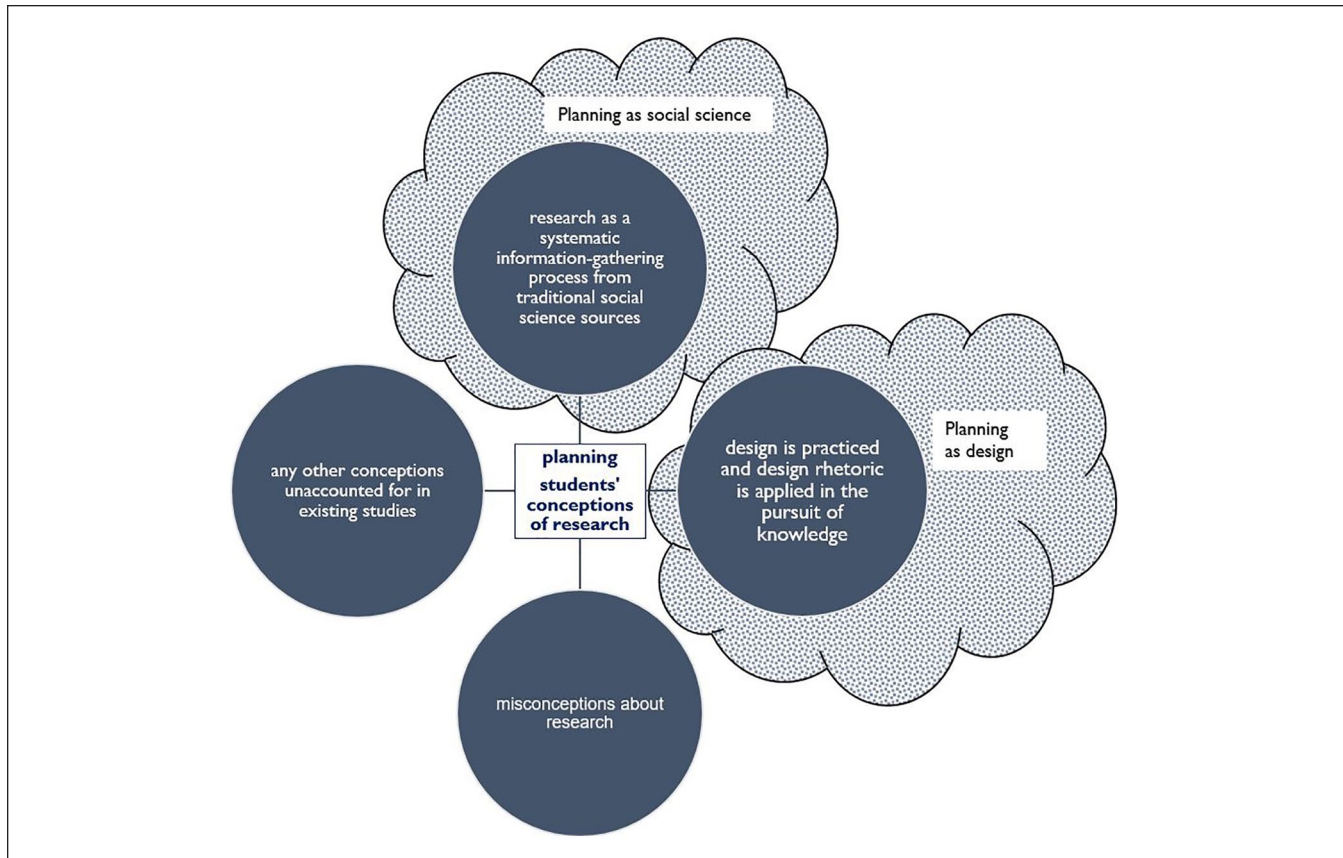 Planning as social science
research as a
systematic
information-gathering
process from
traditional social
science sources
any other conceptions
unaccounted for in
existing studies
planning
students'
conceptions
of research
design is practiced
and design rhetoric
is applied in the
pursuit of
knowledge
Planning
as design
misconceptions about
research